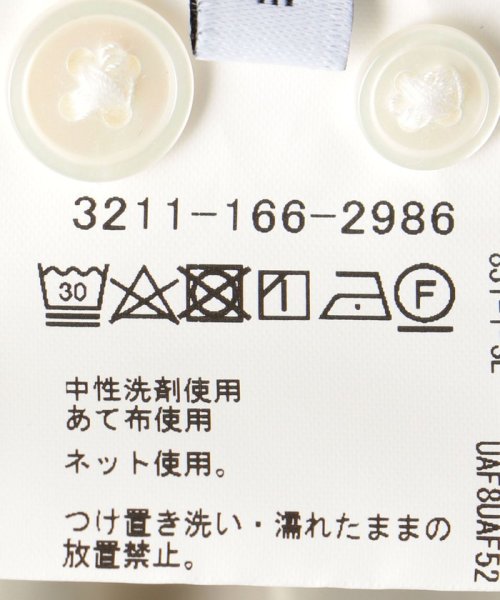 3211-166-2986
30
F
中性洗剤使用
あて布使用
ネット使用。
つけ置き洗い・濡れたままの
放置禁止。
UAF8UAF52